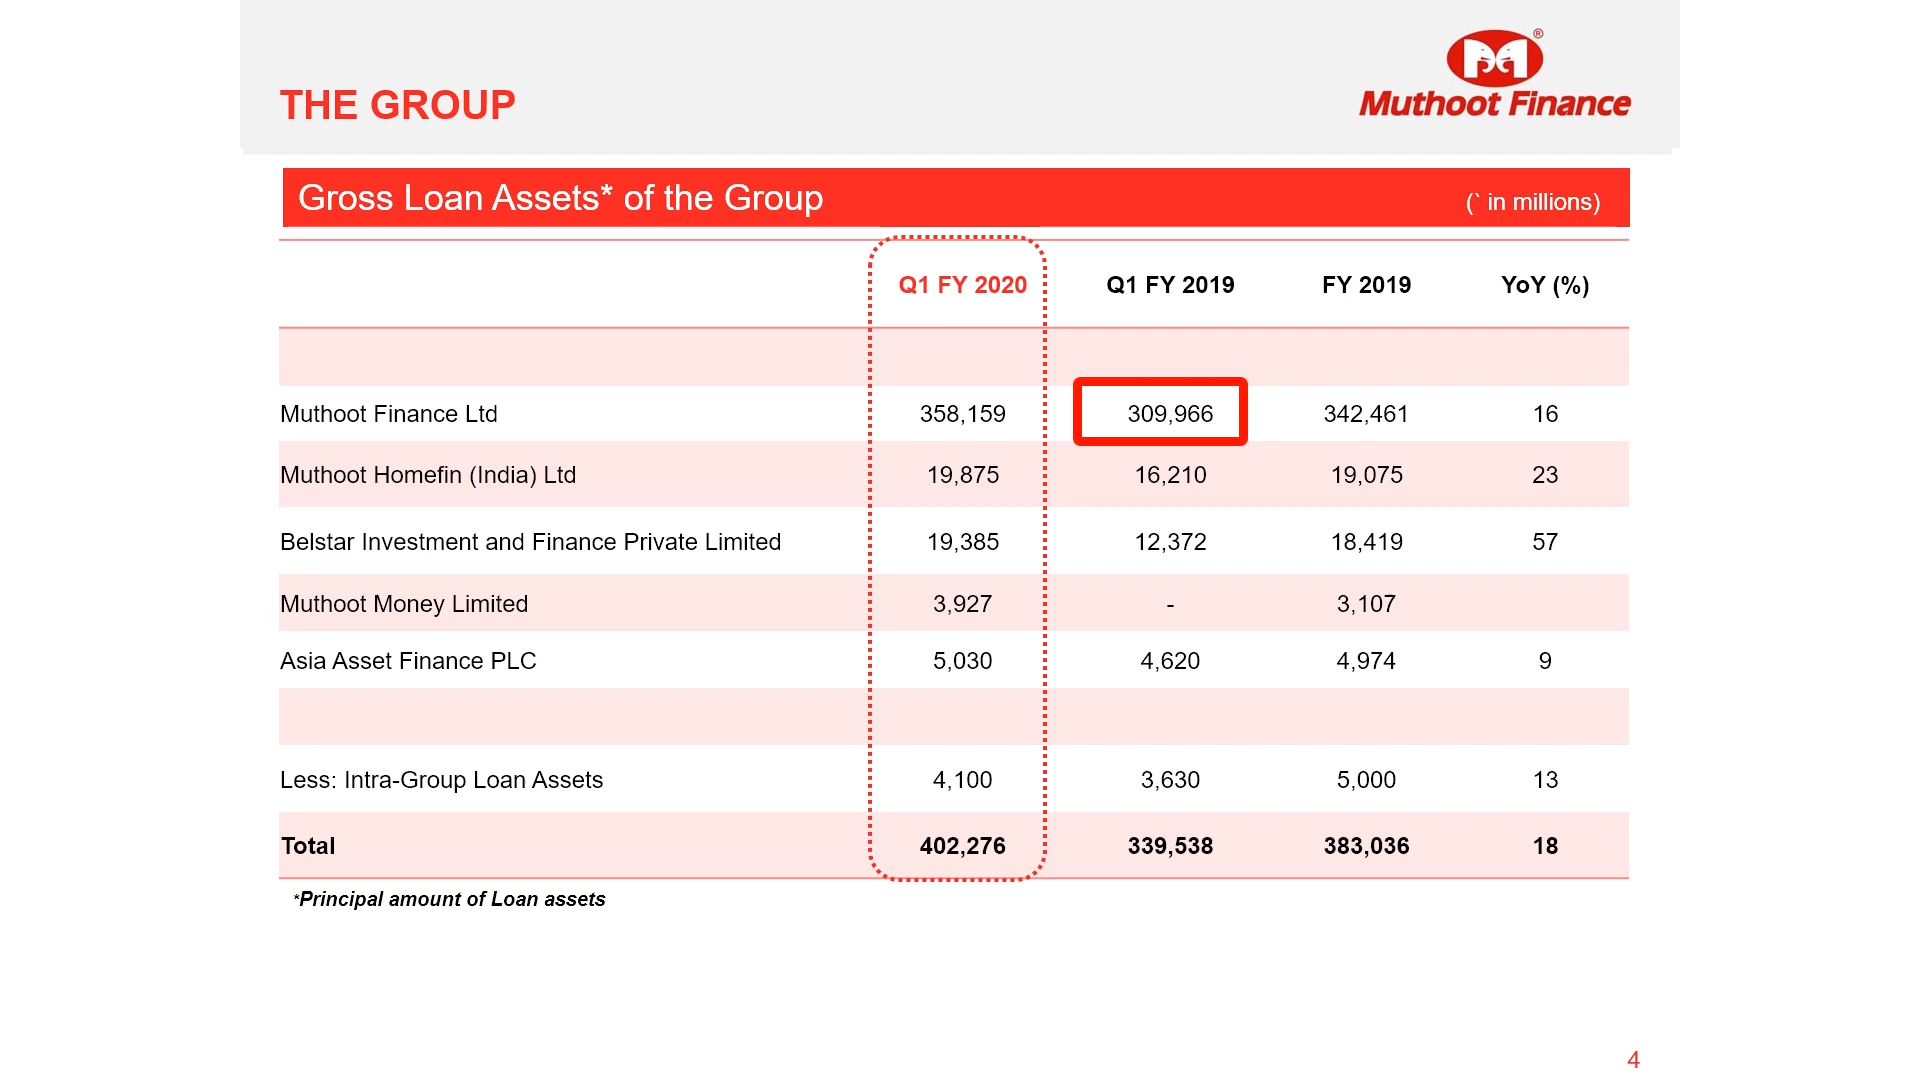 Muthoot Finance®
THE GROUP
Gross Loan Assets* of the Group (` in millions)
Q1 FY 2020 Q1 FY 2019 FY 2019 YoY (%)
Muthoot Finance Ltd 358,159 309,966 342,461 16
Muthoot Homefin (India) Ltd 19,875 16,210 19,075 23
Belstar Investment and Finance Private Limited 19,385 12,372 18,419 57
Muthoot Money Limited 3,927 - 3,107
Asia Asset Finance PLC 5,030 4,620 4,974 9
Less: Intra-Group Loan Assets 4,100 3,630 5,000 13
Total 402,276 339,538 383,036 18
*Principal amount of Loan assets
4